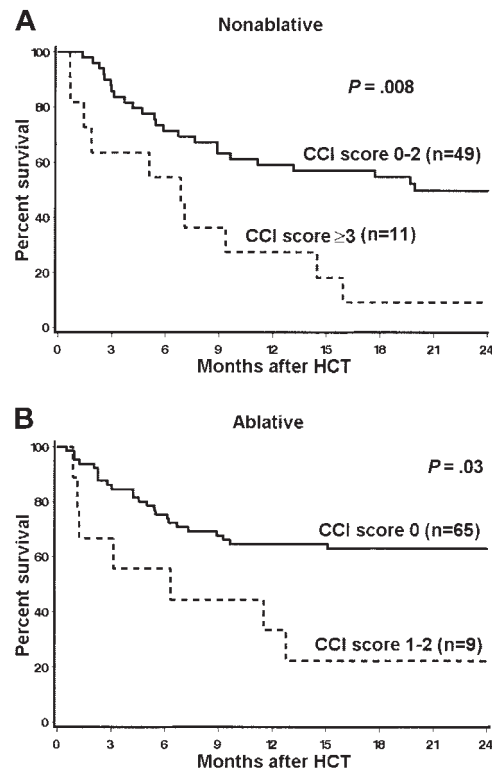 A
Nonablative
P = .008
CCI score 0-2 (n=49)
CCI score ≥3 (n=11)
Percent survival
100
80
60
40
20
0
0 3 6 9 12 15 18 21 24
Months after HCT
B
Ablative
P = .03
CCI score 0 (n=65)
CCI score 1-2 (n=9)
Percent survival
100
80
60
40
20
0
0 3 6 9 12 15 18 21 24
Months after HCT